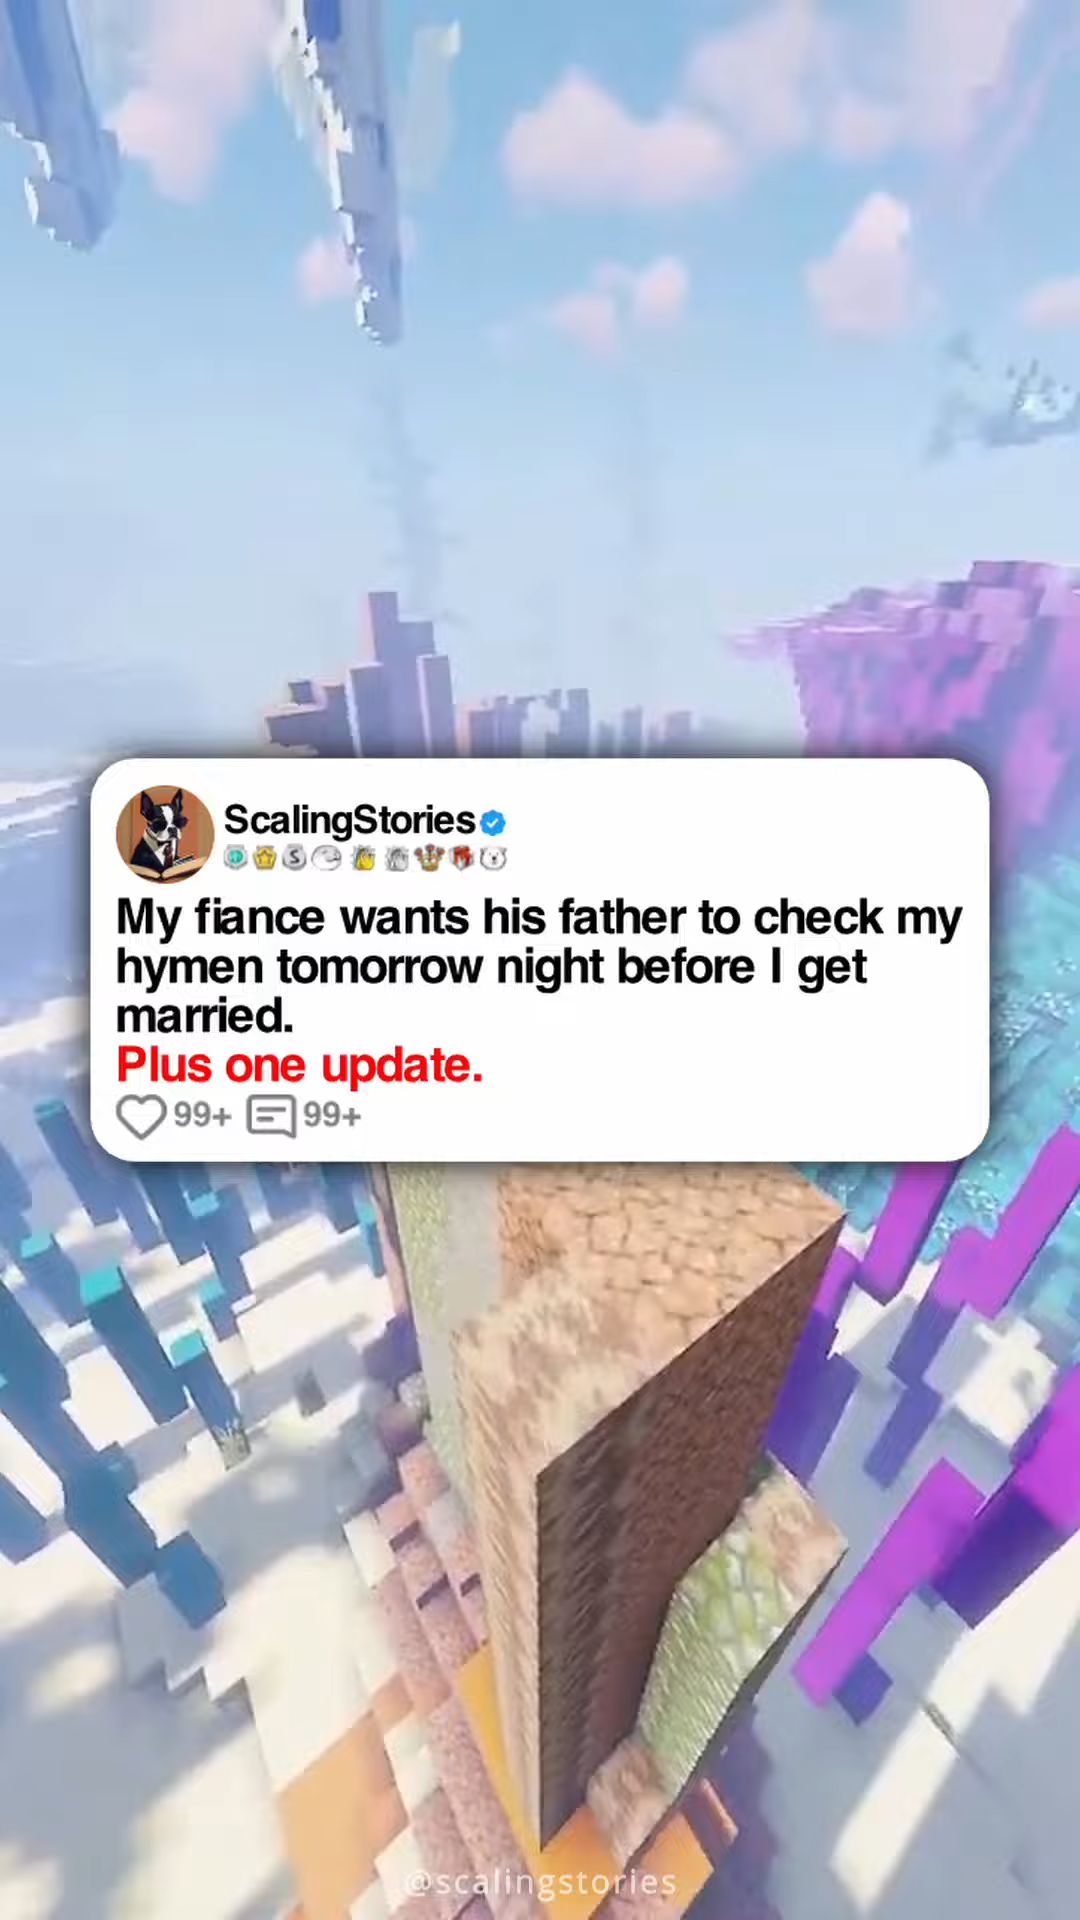 ScalingStories
My fiance wants his father to check my
hymen tomorrow night before I get
married.
Plus one update.
99+ 99+
@scalingstories